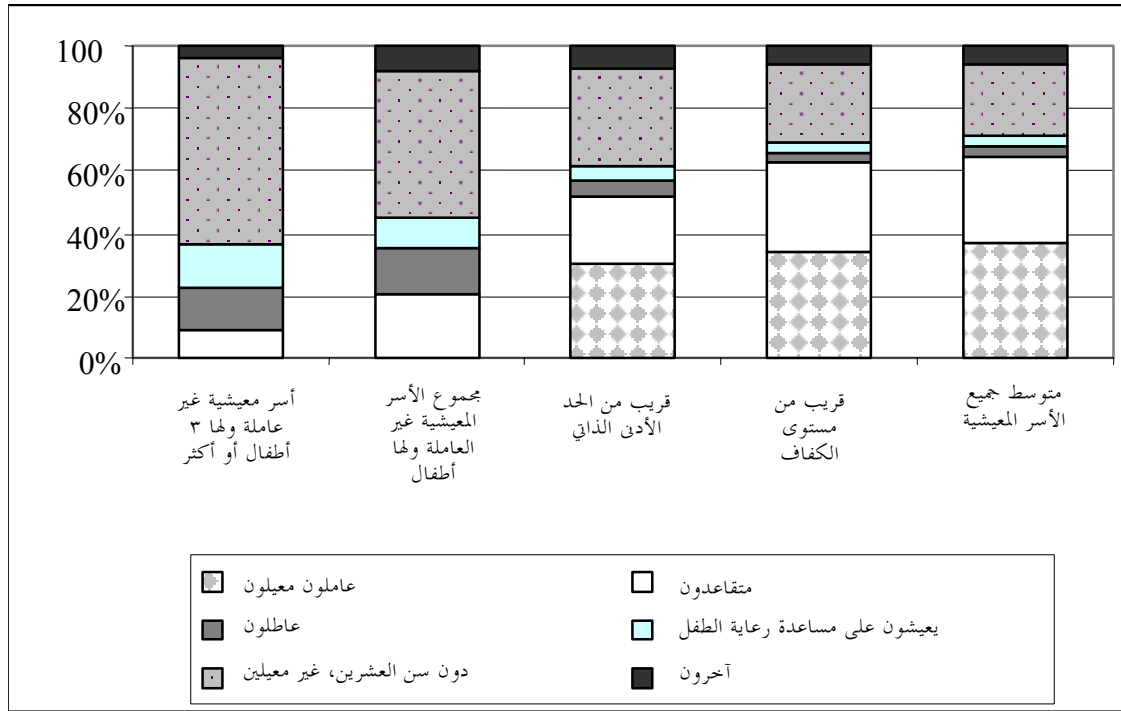 100
80%
60%
40%
20%
0%
أسر معيشية غير
عاملة ولها ٣
أطفال أو أكثر
مجموع الأسر
المعيشية غير
العاملة ولها
أطفال
قريب من الحد
الأدنى الذاتي
قريب من
مستوى
الكفاف
متوسط جميع
الأسر المعيشية
عاملون معيلون
متقاعدون
عاطلون
يعيشون على مساعدة رعاية الطفل
دون سن العشرين، غير معيلين
آخرون